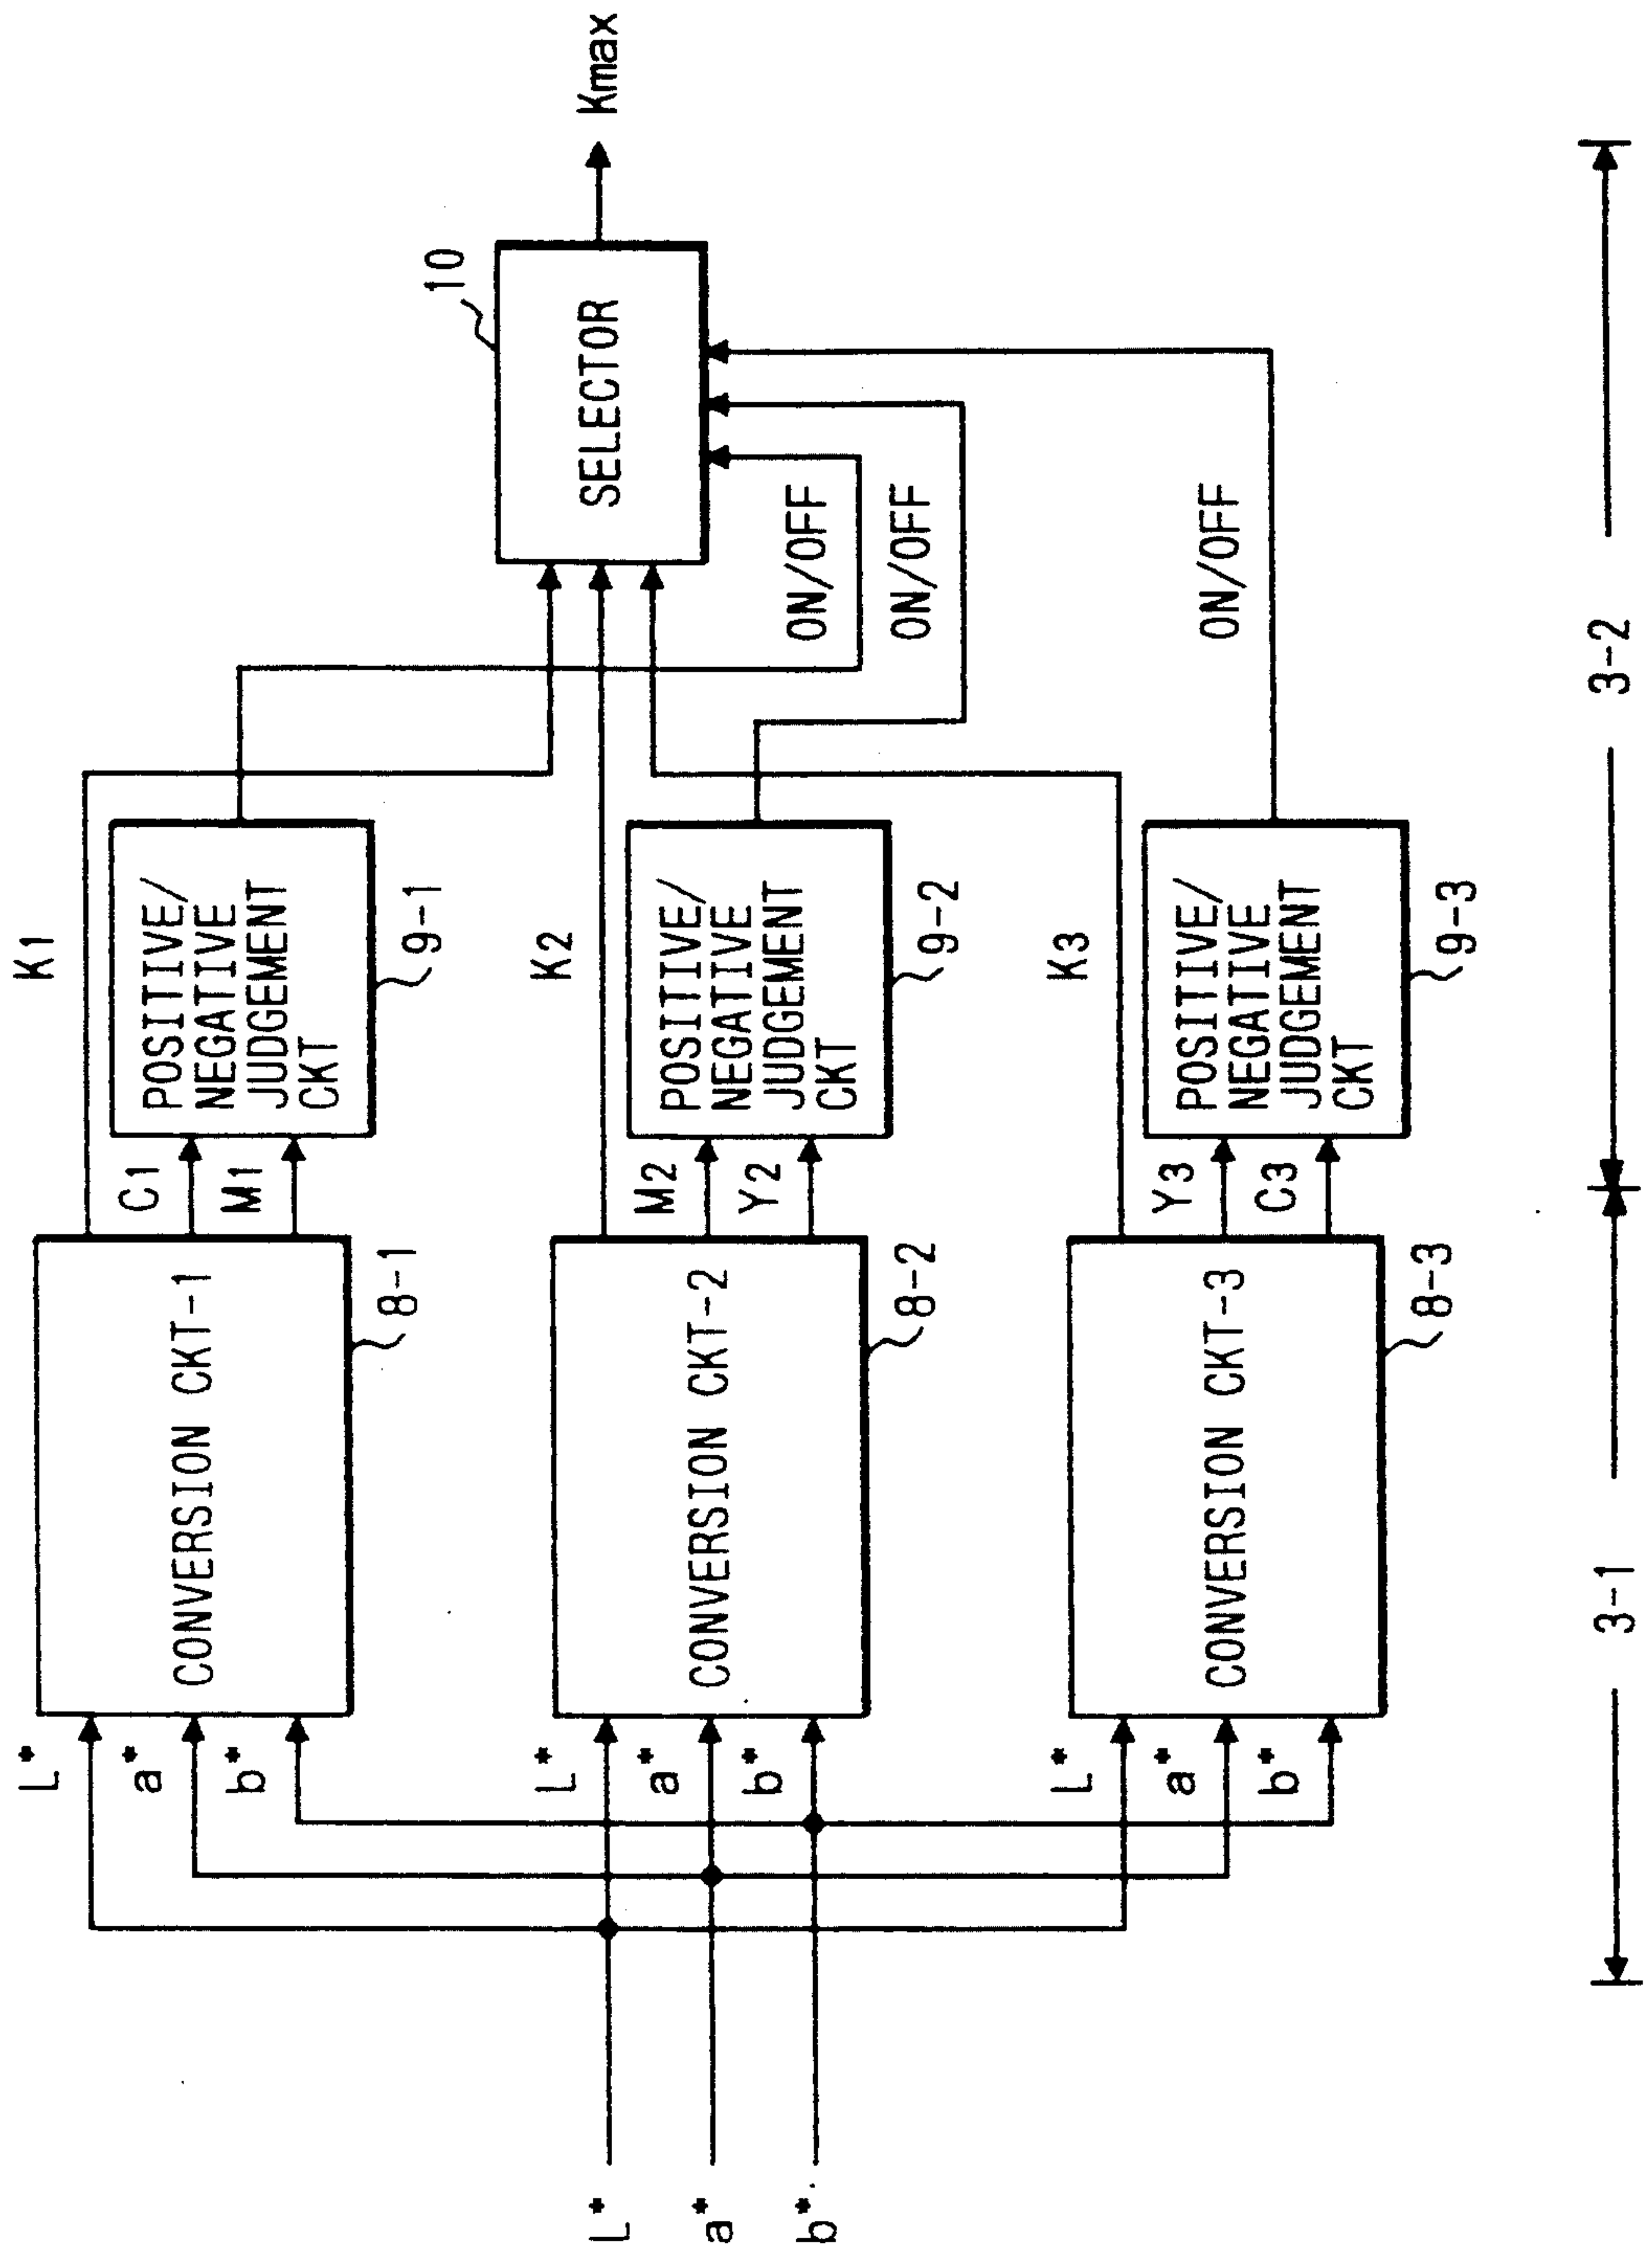 L*
a*
b*
L*
a*
b*
CONVERSION CKT-1
8-1
K1
C1
M1
POSITIVE/
NEGATIVE
JUDGEMENT
CKT
9-1
L*
a*
b*
CONVERSION CKT-2
8-2
K2
M2
Y2
POSITIVE/
NEGATIVE
JUDGEMENT
CKT
9-2
L*
a*
b*
CONVERSION CKT-3
8-3
K3
Y3
C3
POSITIVE/
NEGATIVE
JUDGEMENT
CKT
9-3
ON/OFF
ON/OFF
ON/OFF
SELECTOR
10
Kmax
3-1
3-2